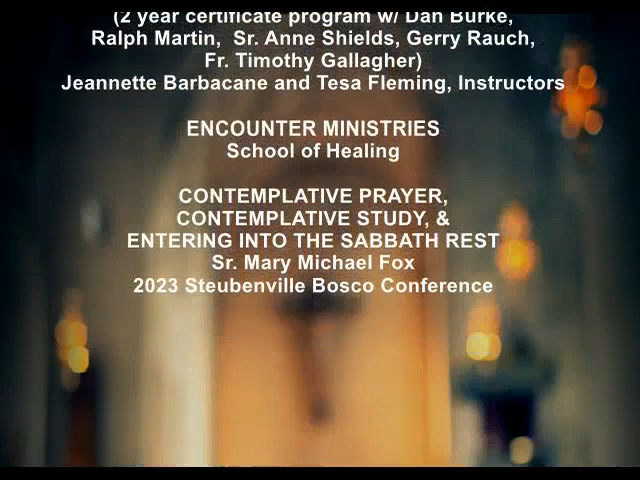 (2 year certificate program w/ Dan Burke,
Ralph Martin, Sr. Anne Shields, Gerry Rauch,
Fr. Timothy Gallagher)
Jeannette Barbacane and Tesa Fleming, Instructors
ENCOUNTER MINISTRIES
School of Healing
CONTEMPLATIVE PRAYER,
CONTEMPLATIVE STUDY, &
ENTERING INTO THE SABBATH REST
Sr. Mary Michael Fox
2023 Steubenville Bosco Conference